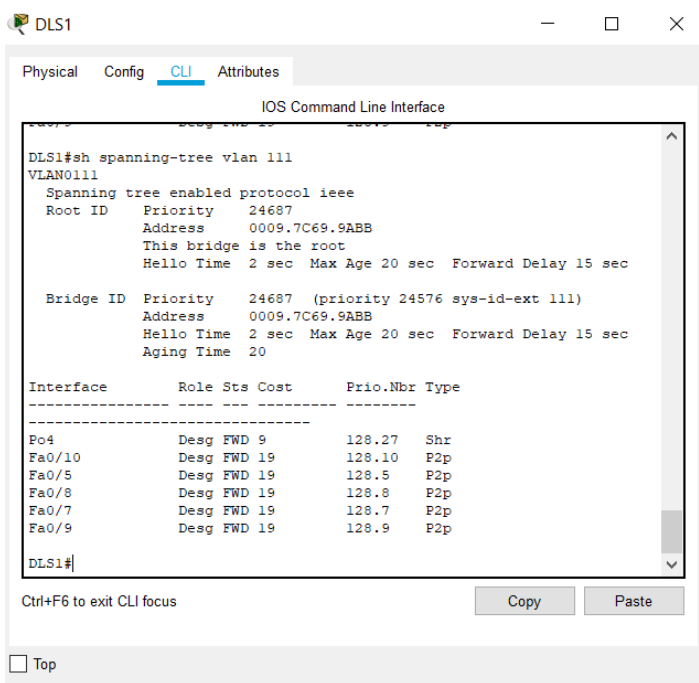 DLS1
Physical Config CLI Attributes
IOS Command Line Interface
DLS1#sh spanning-tree vlan 111
VLAN0111
  Spanning tree enabled protocol ieee
  Root ID    Priority    24687
             Address     0009.7C69.9ABB
             This bridge is the root
             Hello Time  2 sec  Max Age 20 sec  Forward Delay 15 sec
  Bridge ID  Priority    24687  (priority 24576 sys-id-ext 111)
             Address     0009.7C69.9ABB
             Hello Time  2 sec  Max Age 20 sec  Forward Delay 15 sec
             Aging Time  20
Interface        Role Sts Cost      Prio.Nbr Type
---------------- ---- --- --------- --------
--------------------------------
Po4              Desg FWD 9         128.27   Shr
Fa0/10           Desg FWD 19        128.10   P2p
Fa0/5            Desg FWD 19        128.5    P2p
Fa0/8            Desg FWD 19        128.8    P2p
Fa0/7            Desg FWD 19        128.7    P2p
Fa0/9            Desg FWD 19        128.9    P2p
DLS1#
Ctrl+F6 to exit CLI focus Copy Paste
Top